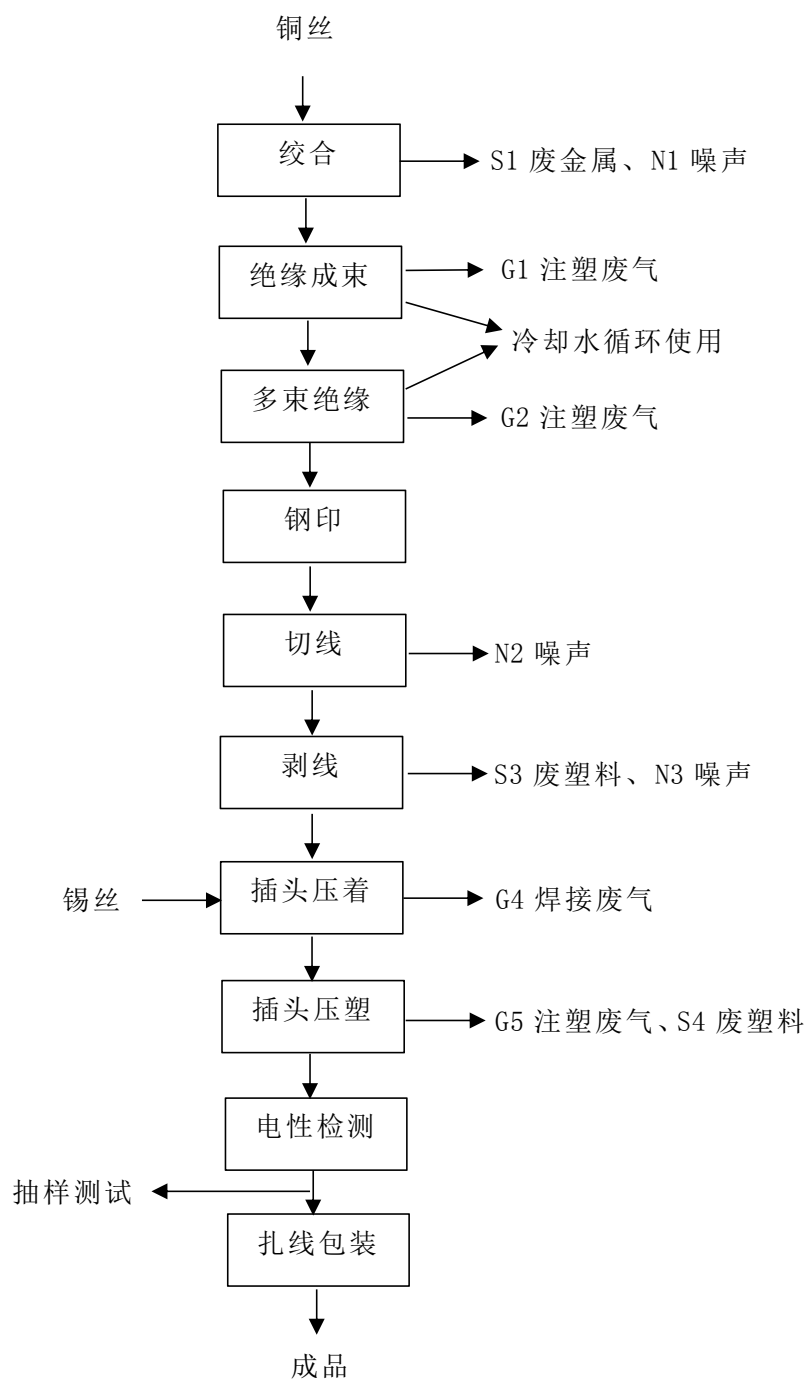 铜丝
绞合
S1 废金属、N1 噪声
绝缘成束
G1 注塑废气
冷却水循环使用
多束绝缘
G2 注塑废气
钢印
切线
N2 噪声
剥线
S3 废塑料、N3 噪声
锡丝
插头压着
G4 焊接废气
插头压塑
G5 注塑废气、S4 废塑料
电性检测
抽样测试
扎线包装
成品